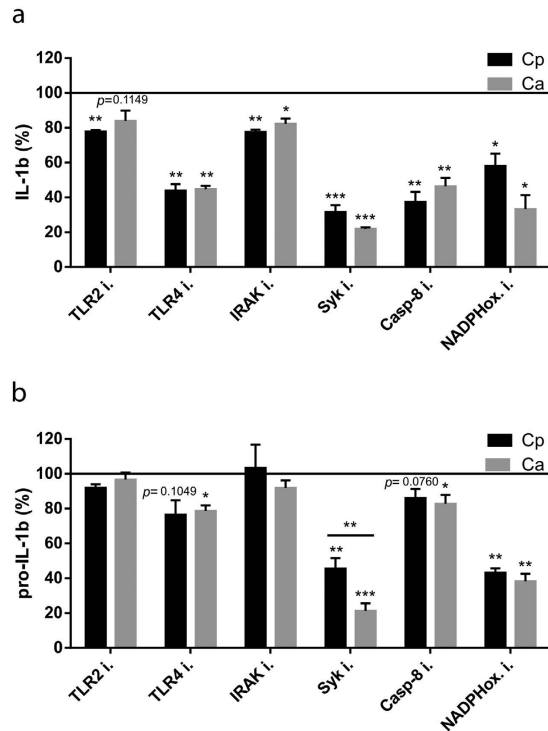 a
Cp
Ca
IL-1b (%)
120
100
80
60
40
20
0
** p=0.1149 ** ** ** * *** *** ** ** * *
TLR2 i. TLR4 i. IRAK i. Syk i. Casp-8 i. NADPHox. i.
b
Cp
Ca
pro-IL-1b (%)
120
100
80
60
40
20
0
p= 0.1049 * ** ** *** p= 0.0760 * ** **
TLR2 i. TLR4 i. IRAK i. Syk i. Casp-8 i. NADPHox. i.